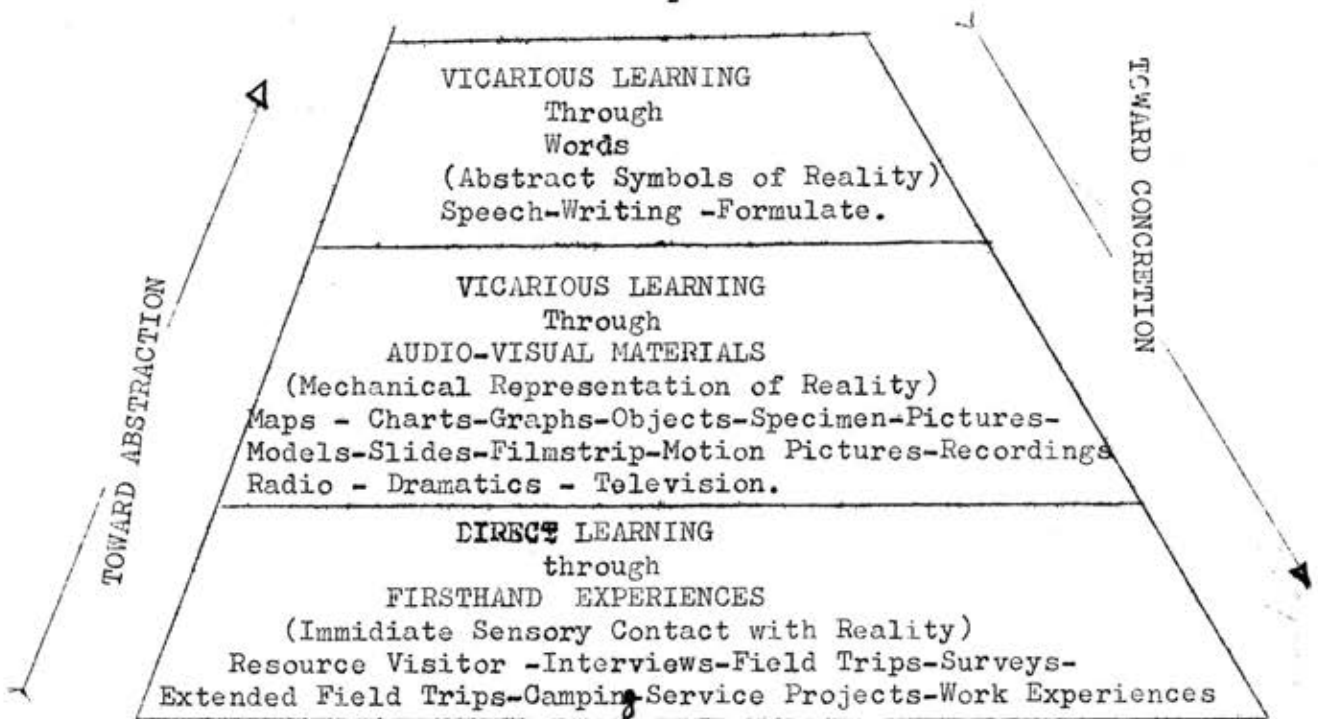 VICARIOUS LEARNING
Through
Words
(Abstract Symbols of Reality)
Speech-Writing -Formulate.
VICARIOUS LEARNING
Through
AUDIO-VISUAL MATERIALS
(Mechanical Representation of Reality)
Maps - Charts-Graphs-Objects-Specimen-Pictures-
Models-Slides-Filmstrip-Motion Pictures-Recordings
Radio - Dramatics - Television.
DIRECT LEARNING
through
FIRSTHAND EXPERIENCES
(Immidiate Sensory Contact with Reality)
Resource Visitor -Interviews-Field Trips-Surveys-
Extended Field Trips-Camping-Service Projects-Work Experiences
TOWARD ABSTRACTION
TOWARD CONCRETION